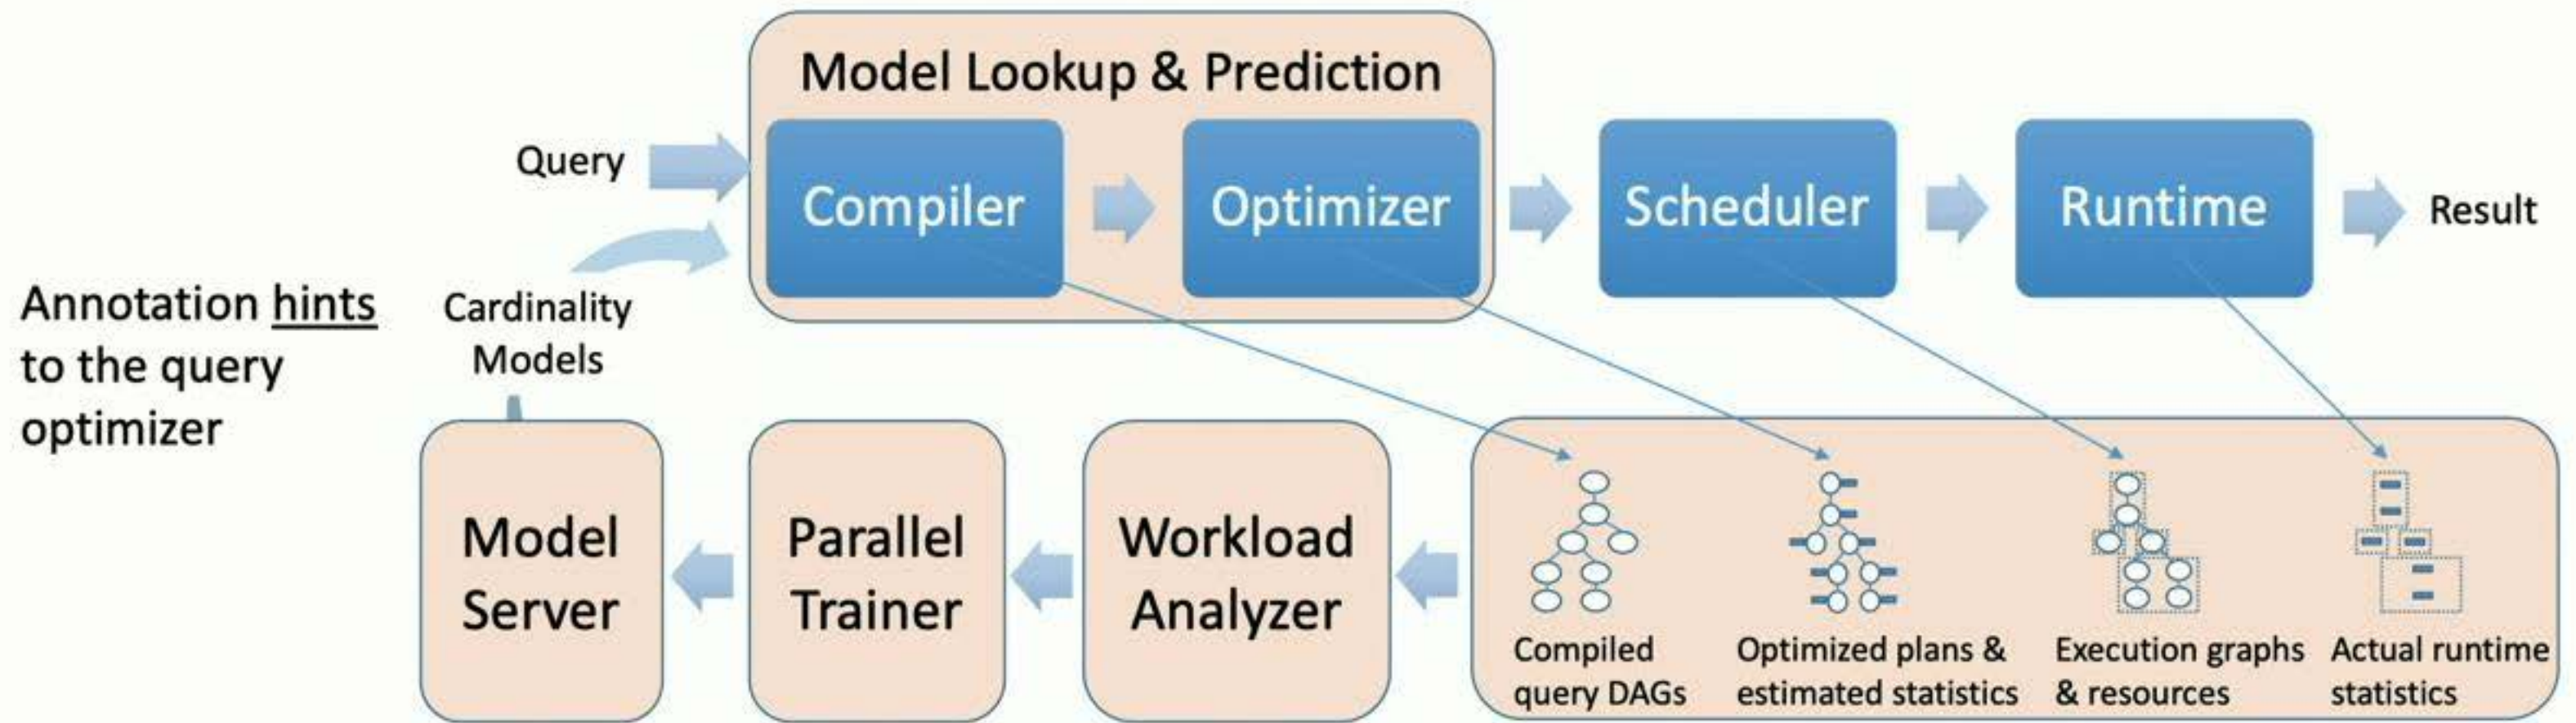 Model Lookup & Prediction
Query
Compiler
Optimizer
Scheduler
Runtime
Result
Annotation hints
to the query
optimizer
Cardinality
Models
Model
Server
Parallel
Trainer
Workload
Analyzer
Compiled
query DAGs
Optimized plans &
estimated statistics
Execution graphs
& resources
Actual runtime
statistics